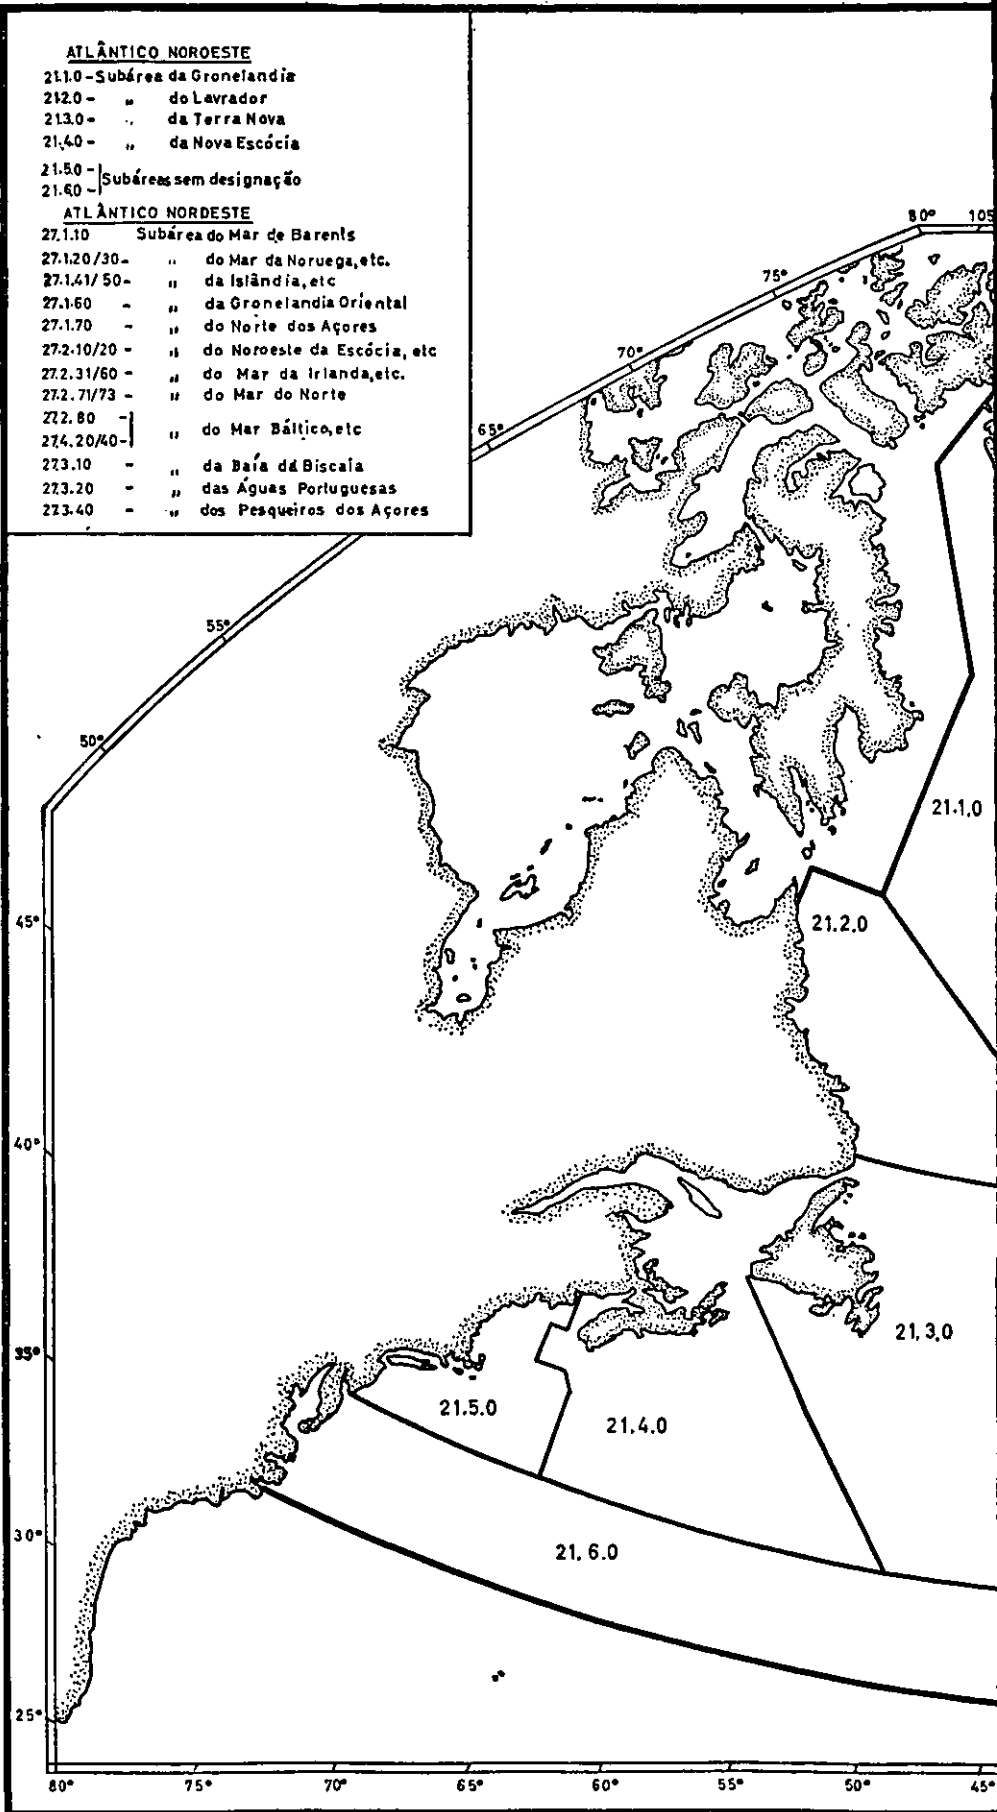 ATLÂNTICO NOROESTE
21.1.0 - Subárea da Gronelandia
21.2.0 - " do Lavrador
21.3.0 - " da Terra Nova
21.4.0 - " da Nova Escócia
21.5.0 -
21.6.0 - Subáreas sem designação
ATLÂNTICO NORDESTE
27.1.10 Subárea do Mar de Barents
27.1.20/30 - " do Mar da Noruega, etc.
27.1.41/50 - " da Islândia, etc
27.1.60 - " da Gronelandia Oriental
27.1.70 - " do Norte dos Açores
27.2.10/20 - " do Noroeste da Escócia, etc
27.2.31/60 - " do Mar da Irlanda, etc.
27.2.71/73 - " do Mar do Norte
27.2.80 -
27.4.20/40 - " do Mar Báltico, etc
27.3.10 - " da Baía da Biscaia
27.3.20 - " das Águas Portuguesas
27.3.40 - " dos Pesqueiros dos Açores
80° 105
75°
70°
65°
55°
50°
21.1.0
45°
21.2.0
40°
21.3.0
35°
21.5.0
21.4.0
30°
21.6.0
25°
80° 75° 70° 65° 60° 55° 50° 45°